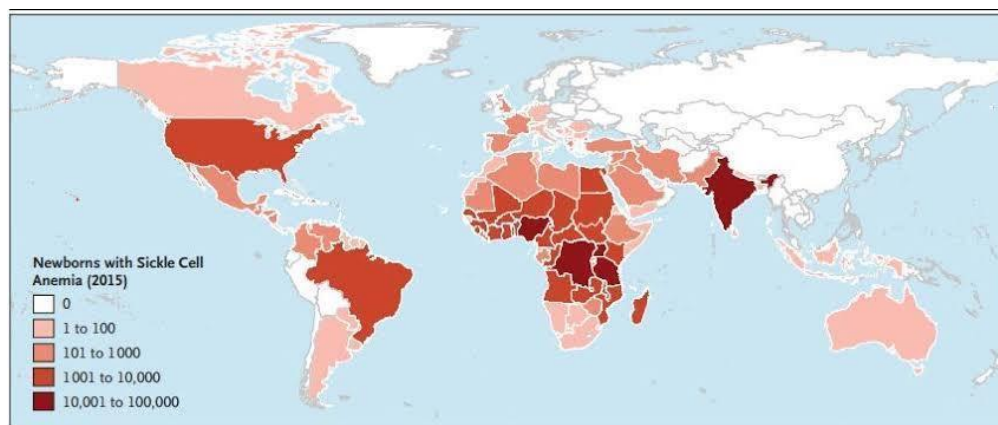 Newborns with Sickle Cell
Anemia (2015)
0
1 to 100
101 to 1000
1001 to 10,000
10,001 to 100,000